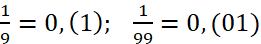 1/9 = 0,(1); 1/99 = 0,(01)